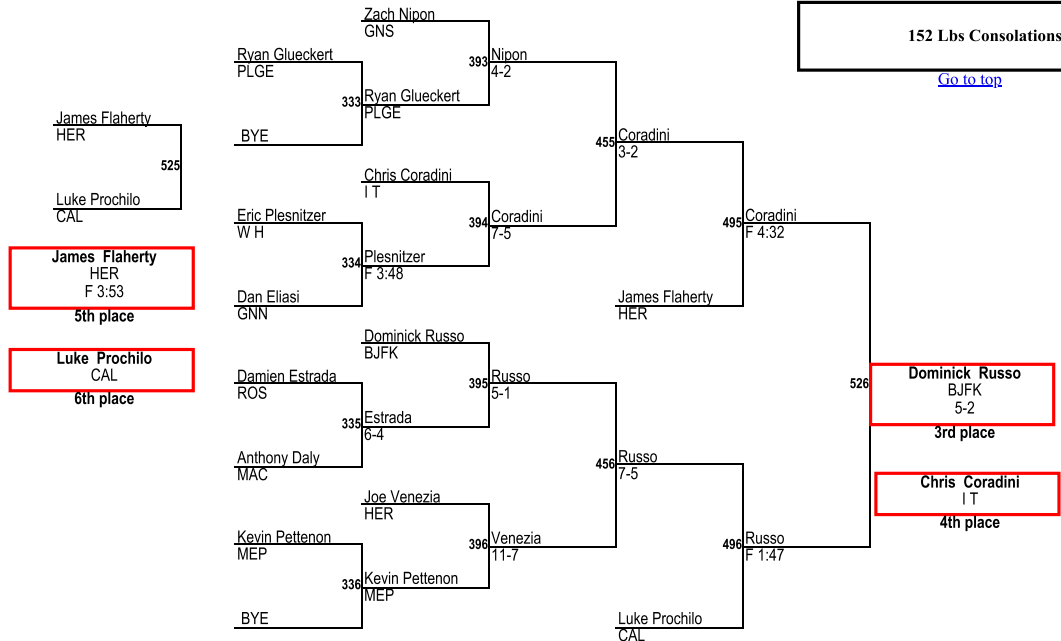 152 Lbs Consolations
Go to top
James Flaherty
HER
525
Luke Prochilo
CAL
James Flaherty
HER
F 3:53
5th place
Luke Prochilo
CAL
6th place
Ryan Glueckert
PLGE
333
BYE
Eric Plesnitzer
W H
334
Dan Eliasi
GNN
Damien Estrada
ROS
335
Anthony Daly
MAC
Kevin Pettenon
MEP
336
BYE
Zach Nipon
GNS
393
Ryan Glueckert
PLGE
Chris Coradini
I T
394
Plesnitzer
F 3:48
Dominick Russo
BJFK
395
Estrada
6-4
Joe Venezia
HER
396
Kevin Pettenon
MEP
Nipon
4-2
455
Coradini
7-5
Russo
5-1
456
Venezia
11-7
Coradini
3-2
495
James Flaherty
HER
Russo
7-5
496
Luke Prochilo
CAL
Coradini
F 4:32
526
Russo
F 1:47
Dominick Russo
BJFK
5-2
3rd place
Chris Coradini
I T
4th place